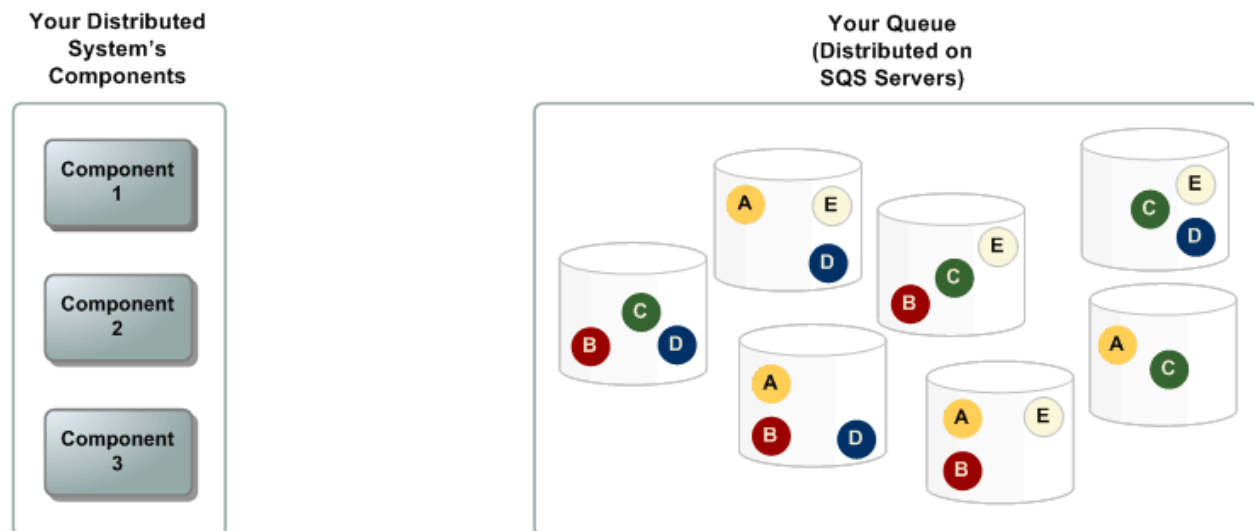 Your Distributed
System's
Components
Your Queue
(Distributed on
SQS Servers)
Component
1
Component
2
Component
3
B
C
D
A
E
D
B
C
E
C
E
D
A
B
D
A
B
E
A
C